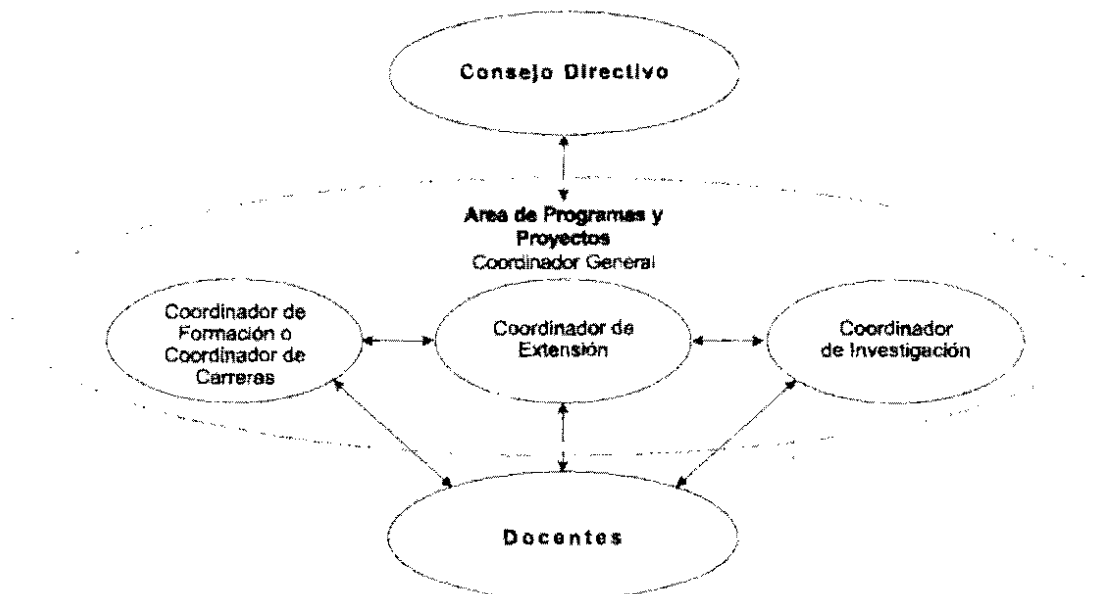 Consejo Directivo
Area de Programas y
Proyectos
Coordinador General
Coordinador de
Formación o
Coordinador de
Carreras
Coordinador de
Extensión
Coordinador
de Investigación
Docentes